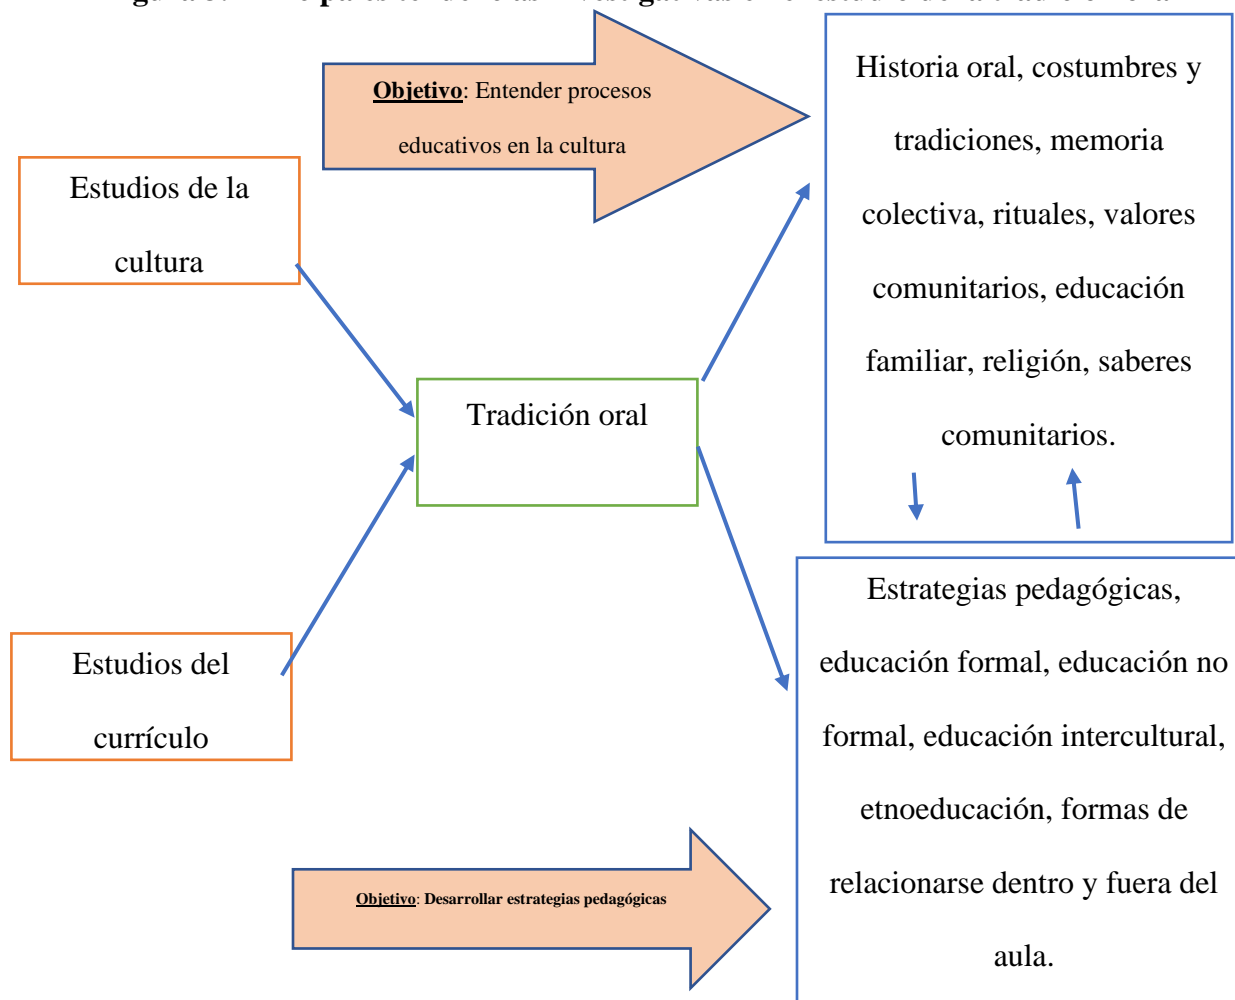 Objetivo: Entender procesos
educativos en la cultura
Historia oral, costumbres y
tradiciones, memoria
colectiva, rituales, valores
comunitarios, educación
familiar, religión, saberes
comunitarios.
Estudios de la
cultura
Tradición oral
Estudios del
currículo
Estrategias pedagógicas,
educación formal, educación no
formal, educación intercultural,
etnoeducación, formas de
relacionarse dentro y fuera del
aula.
Objetivo: Desarrollar estrategias pedagógicas